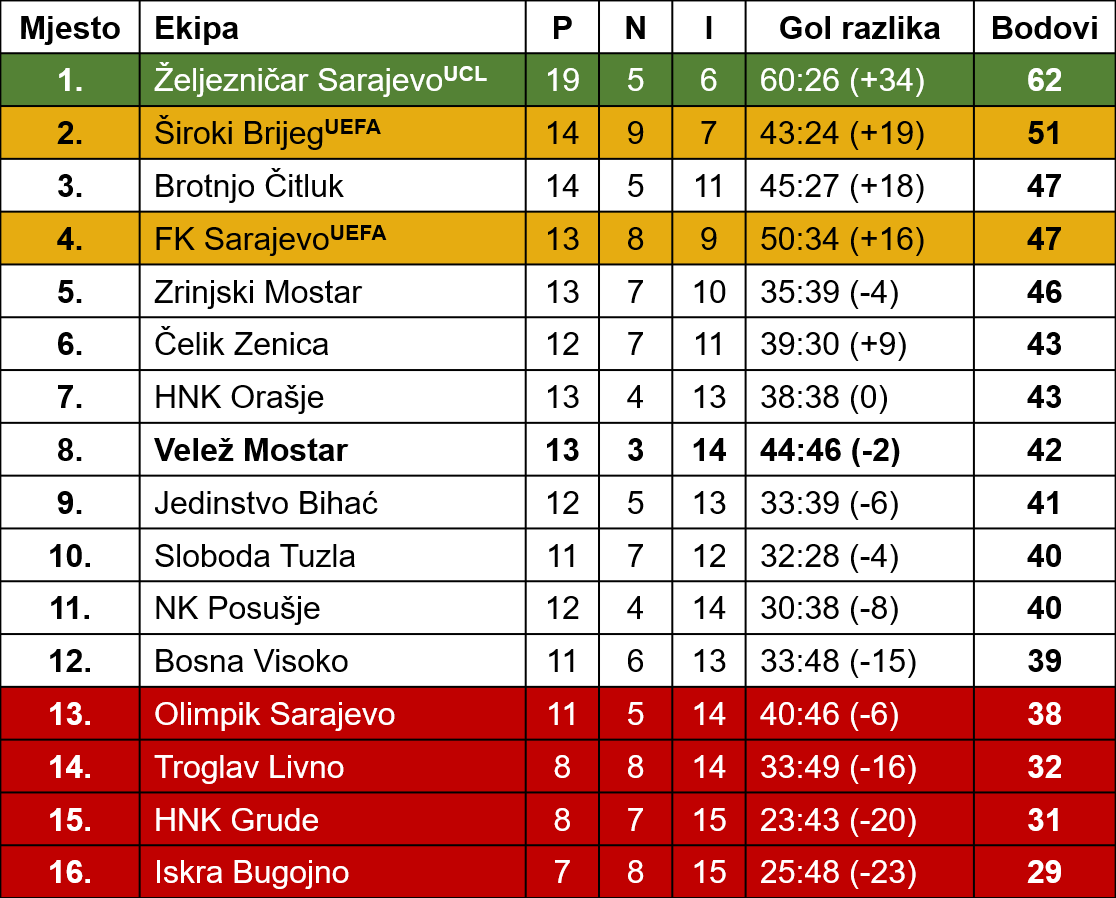 Mjesto Ekipa P N I Gol razlika Bodovi
1. Željezničar SarajevoUCL 19 5 6 60:26 (+34) 62
2. Široki BrijegUEFA 14 9 7 43:24 (+19) 51
3. Brotnjo Čitluk 14 5 11 45:27 (+18) 47
4. FK SarajevoUEFA 13 8 9 50:34 (+16) 47
5. Zrinjski Mostar 13 7 10 35:39 (-4) 46
6. Čelik Zenica 12 7 11 39:30 (+9) 43
7. HNK Orašje 13 4 13 38:38 (0) 43
8. Velež Mostar 13 3 14 44:46 (-2) 42
9. Jedinstvo Bihać 12 5 13 33:39 (-6) 41
10. Sloboda Tuzla 11 7 12 32:28 (-4) 40
11. NK Posušje 12 4 14 30:38 (-8) 40
12. Bosna Visoko 11 6 13 33:48 (-15) 39
13. Olimpik Sarajevo 11 5 14 40:46 (-6) 38
14. Troglav Livno 8 8 14 33:49 (-16) 32
15. HNK Grude 8 7 15 23:43 (-20) 31
16. Iskra Bugojno 7 8 15 25:48 (-23) 29